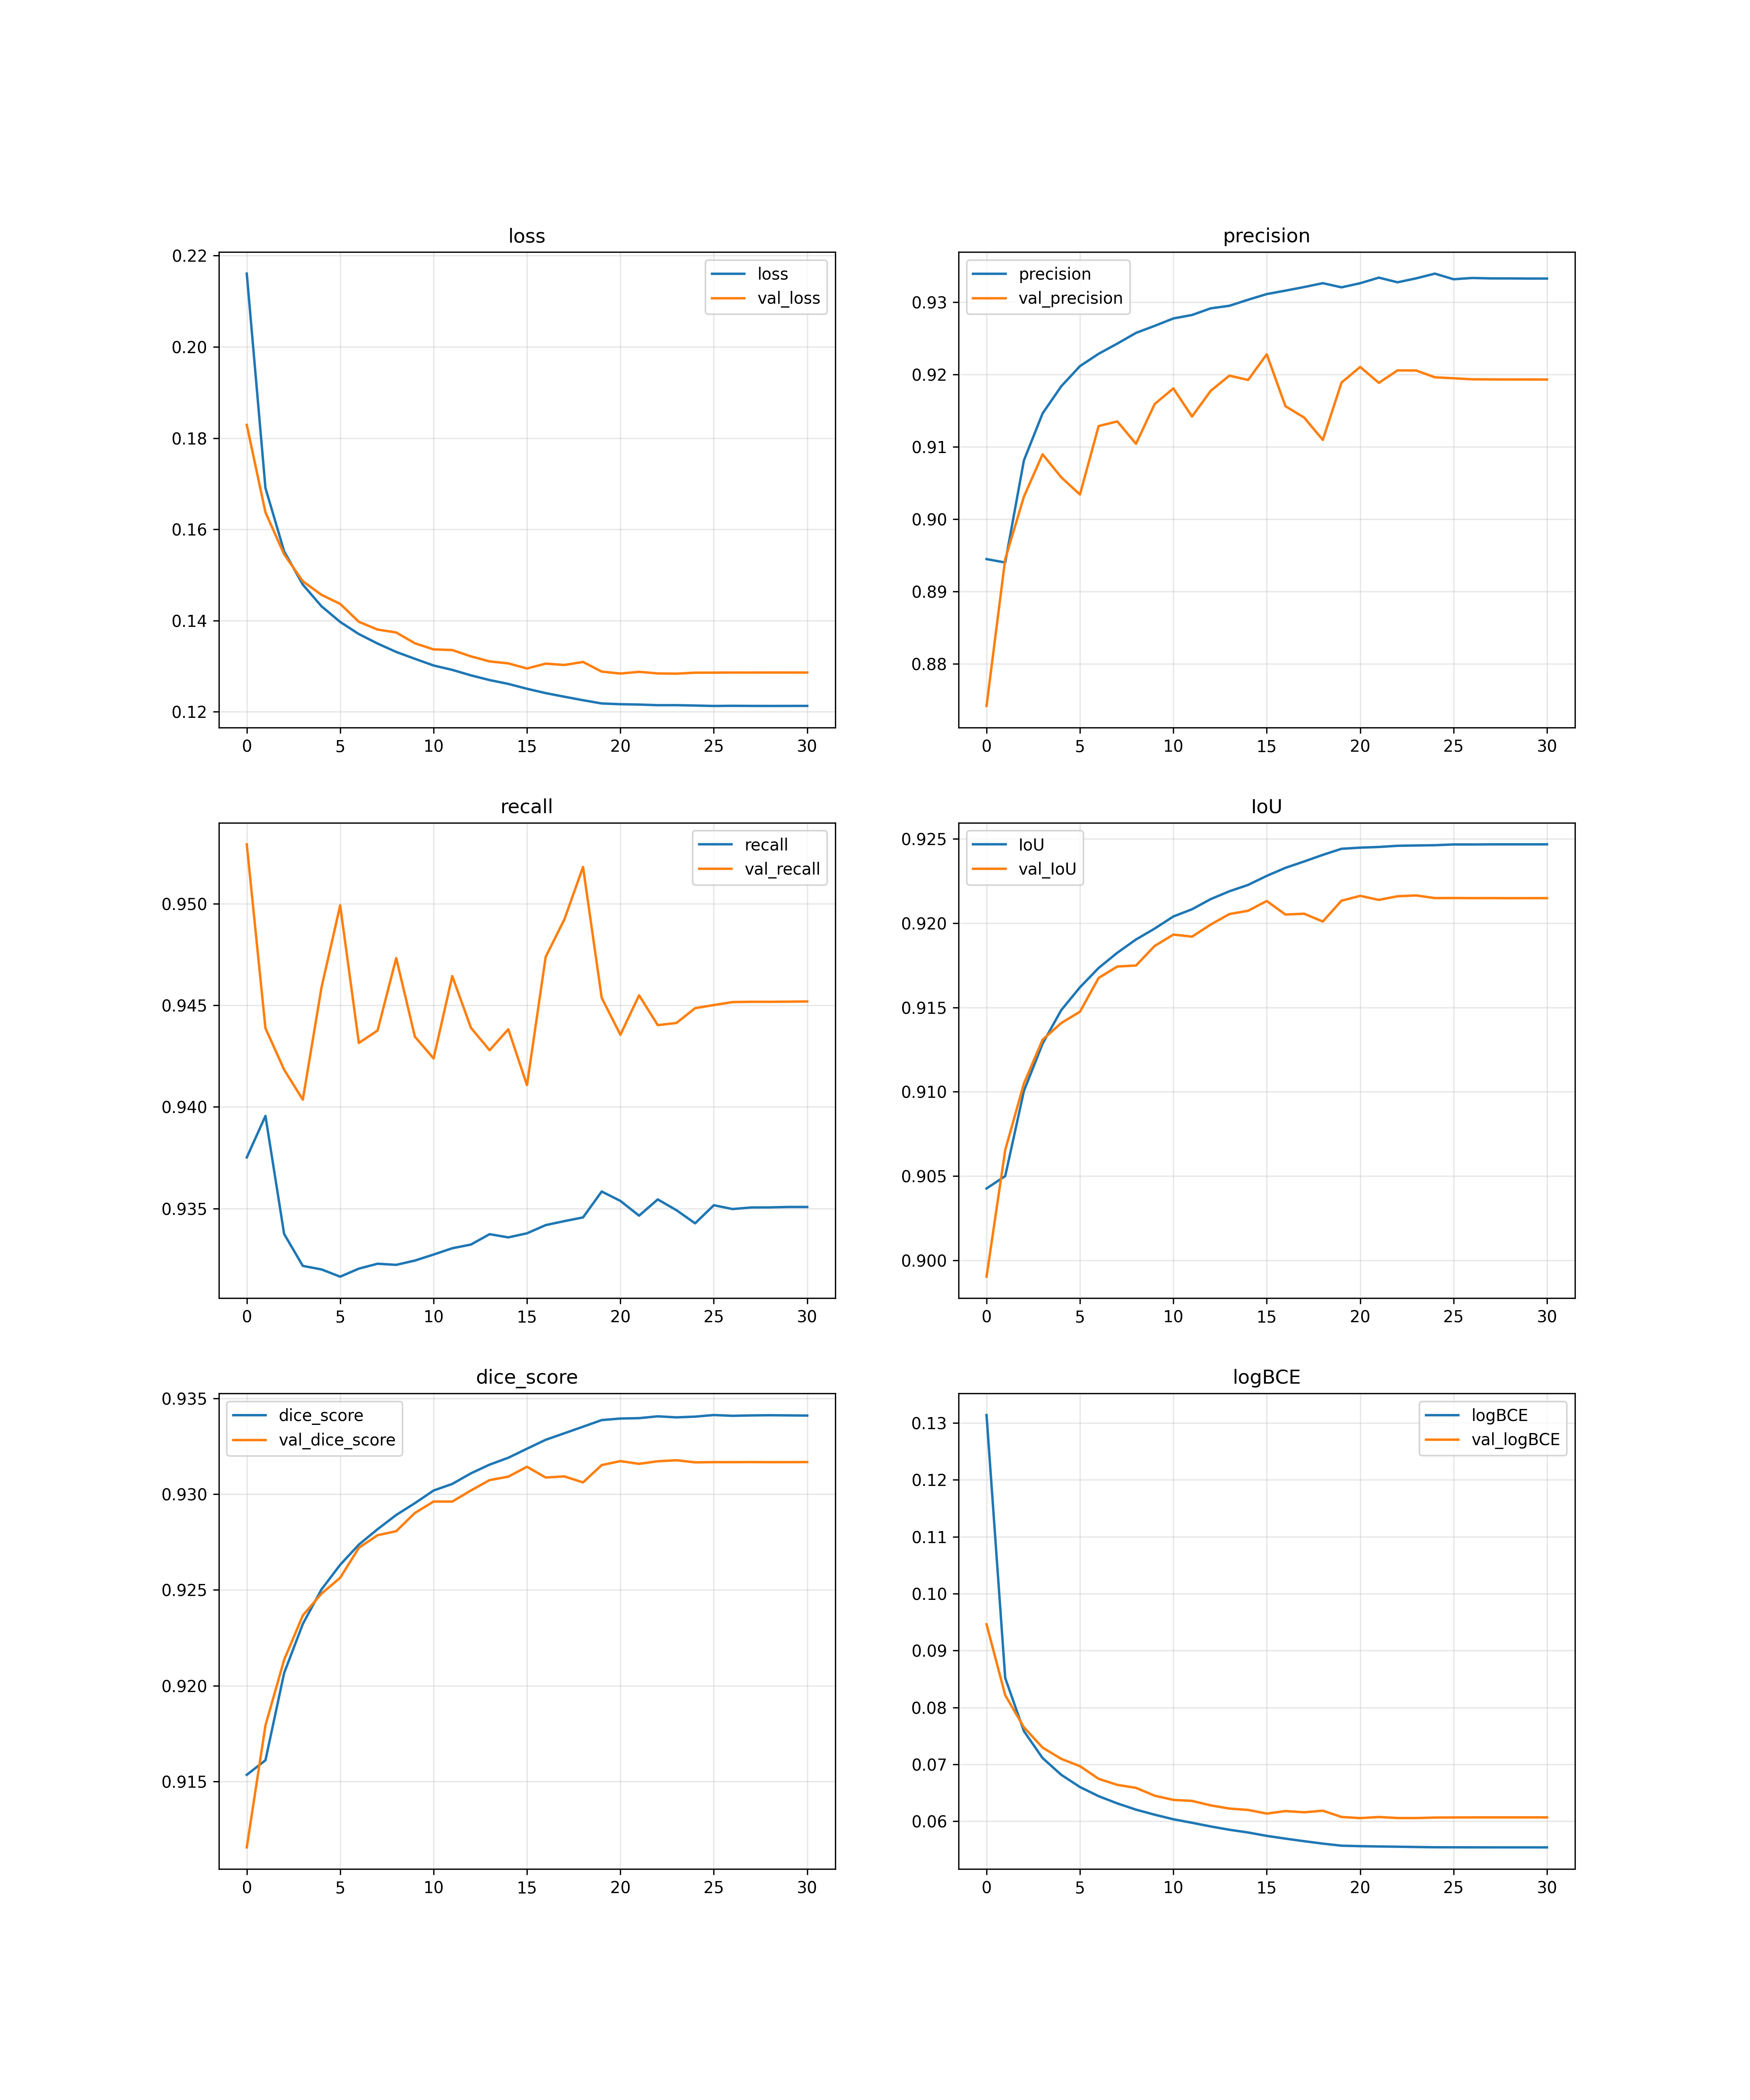 loss
0.22
0.20
0.18
0.16
0.14
0.12
loss
val_loss
0 5 10 15 20 25 30
precision
0.93
0.92
0.91
0.90
0.89
0.88
precision
val_precision
0 5 10 15 20 25 30
recall
0.950
0.945
0.940
0.935
recall
val_recall
0 5 10 15 20 25 30
IoU
0.925
0.920
0.915
0.910
0.905
0.900
IoU
val_IoU
0 5 10 15 20 25 30
dice_score
0.935
0.930
0.925
0.920
0.915
dice_score
val_dice_score
0 5 10 15 20 25 30
logBCE
0.13
0.12
0.11
0.10
0.09
0.08
0.07
0.06
logBCE
val_logBCE
0 5 10 15 20 25 30